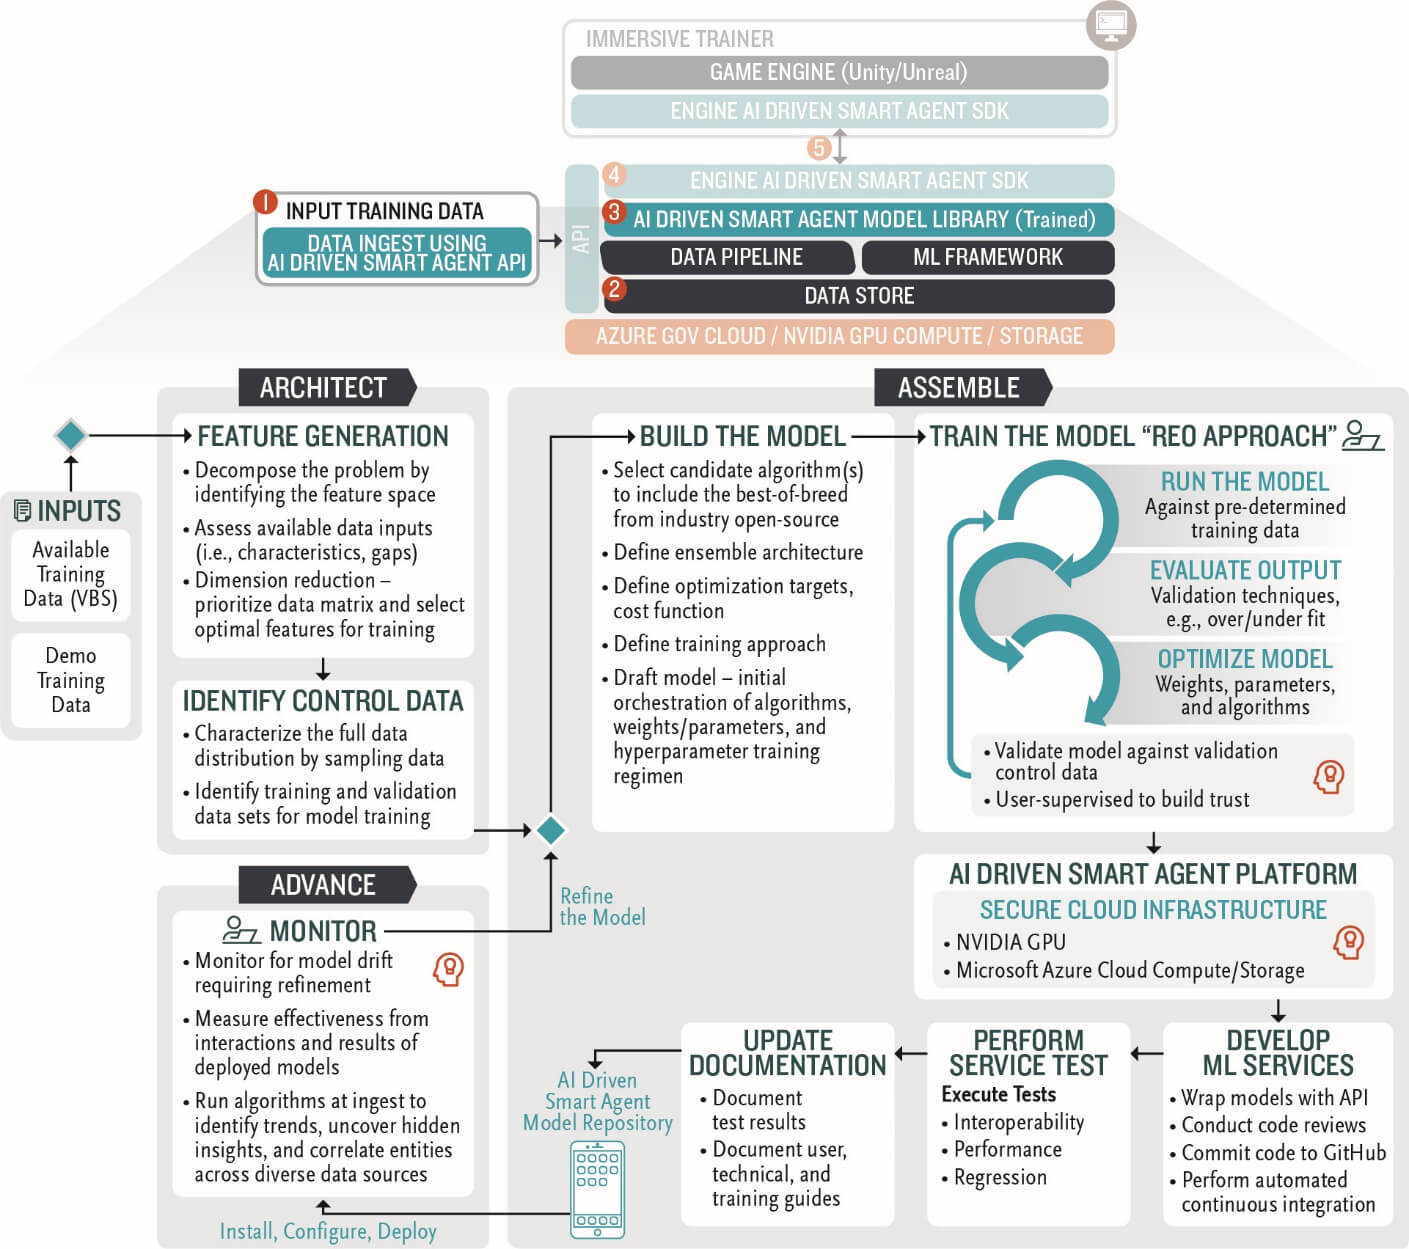 IMMERSIVE TRAINER
GAME ENGINE (Unity/Unreal)
ENGINE AI DRIVEN SMART AGENT SDK
5
4
ENGINE AI DRIVEN SMART AGENT SDK
1
INPUT TRAINING DATA
DATA INGEST USING
AI DRIVEN SMART AGENT API
API
3
AI DRIVEN SMART AGENT MODEL LIBRARY (Trained)
DATA PIPELINE
ML FRAMEWORK
2
DATA STORE
AZURE GOV CLOUD / NVIDIA GPU COMPUTE / STORAGE
INPUTS
Available
Training
Data (VBS)
Demo
Training
Data
ARCHITECT
FEATURE GENERATION
• Decompose the problem by
identifying the feature space
• Assess available data inputs
(i.e., characteristics, gaps)
• Dimension reduction –
prioritize data matrix and select
optimal features for training
IDENTIFY CONTROL DATA
• Characterize the full data
distribution by sampling data
• Identify training and validation
data sets for model training
ASSEMBLE
BUILD THE MODEL
• Select candidate algorithm(s)
to include the best-of-breed
from industry open-source
• Define ensemble architecture
• Define optimization targets,
cost function
• Define training approach
• Draft model – initial
orchestration of algorithms,
weights/parameters, and
hyperparameter training
regimen
TRAIN THE MODEL “REO APPROACH”
RUN THE MODEL
Against pre-determined
training data
EVALUATE OUTPUT
Validation techniques,
e.g., over/under fit
OPTIMIZE MODEL
Weights, parameters,
and algorithms
• Validate model against validation
control data
• User-supervised to build trust
AI DRIVEN SMART AGENT PLATFORM
SECURE CLOUD INFRASTRUCTURE
• NVIDIA GPU
• Microsoft Azure Cloud Compute/Storage
DEVELOP
ML SERVICES
• Wrap models with API
• Conduct code reviews
• Commit code to GitHub
• Perform automated
continuous integration
PERFORM
SERVICE TEST
Execute Tests
• Interoperability
• Performance
• Regression
UPDATE
DOCUMENTATION
• Document
test results
• Document user,
technical, and
training guides
AI Driven
Smart Agent
Model Repository
Install, Configure, Deploy
ADVANCE
MONITOR
• Monitor for model drift
requiring refinement
• Measure effectiveness from
interactions and results of
deployed models
• Run algorithms at ingest to
identify trends, uncover hidden
insights, and correlate entities
across diverse data sources
Refine
the Model